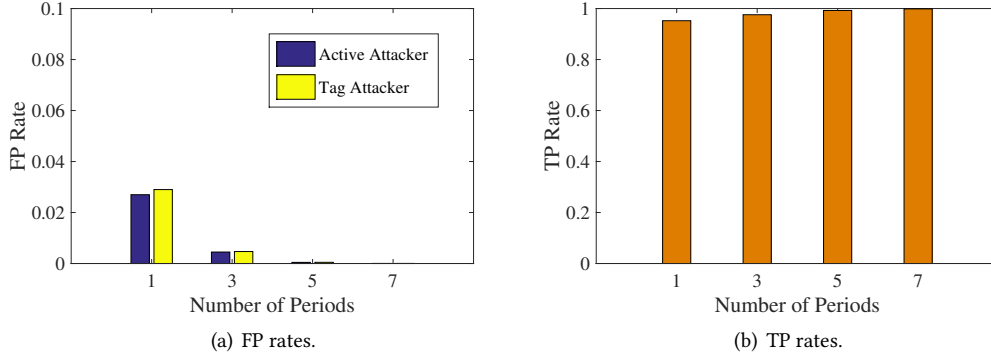 0.1
0.08
0.06
0.04
0.02
0
FP Rate
Active Attacker
Tag Attacker
1 3 5 7
Number of Periods
(a) FP rates.
1
0.8
0.6
0.4
0.2
0
TP Rate
1 3 5 7
Number of Periods
(b) TP rates.